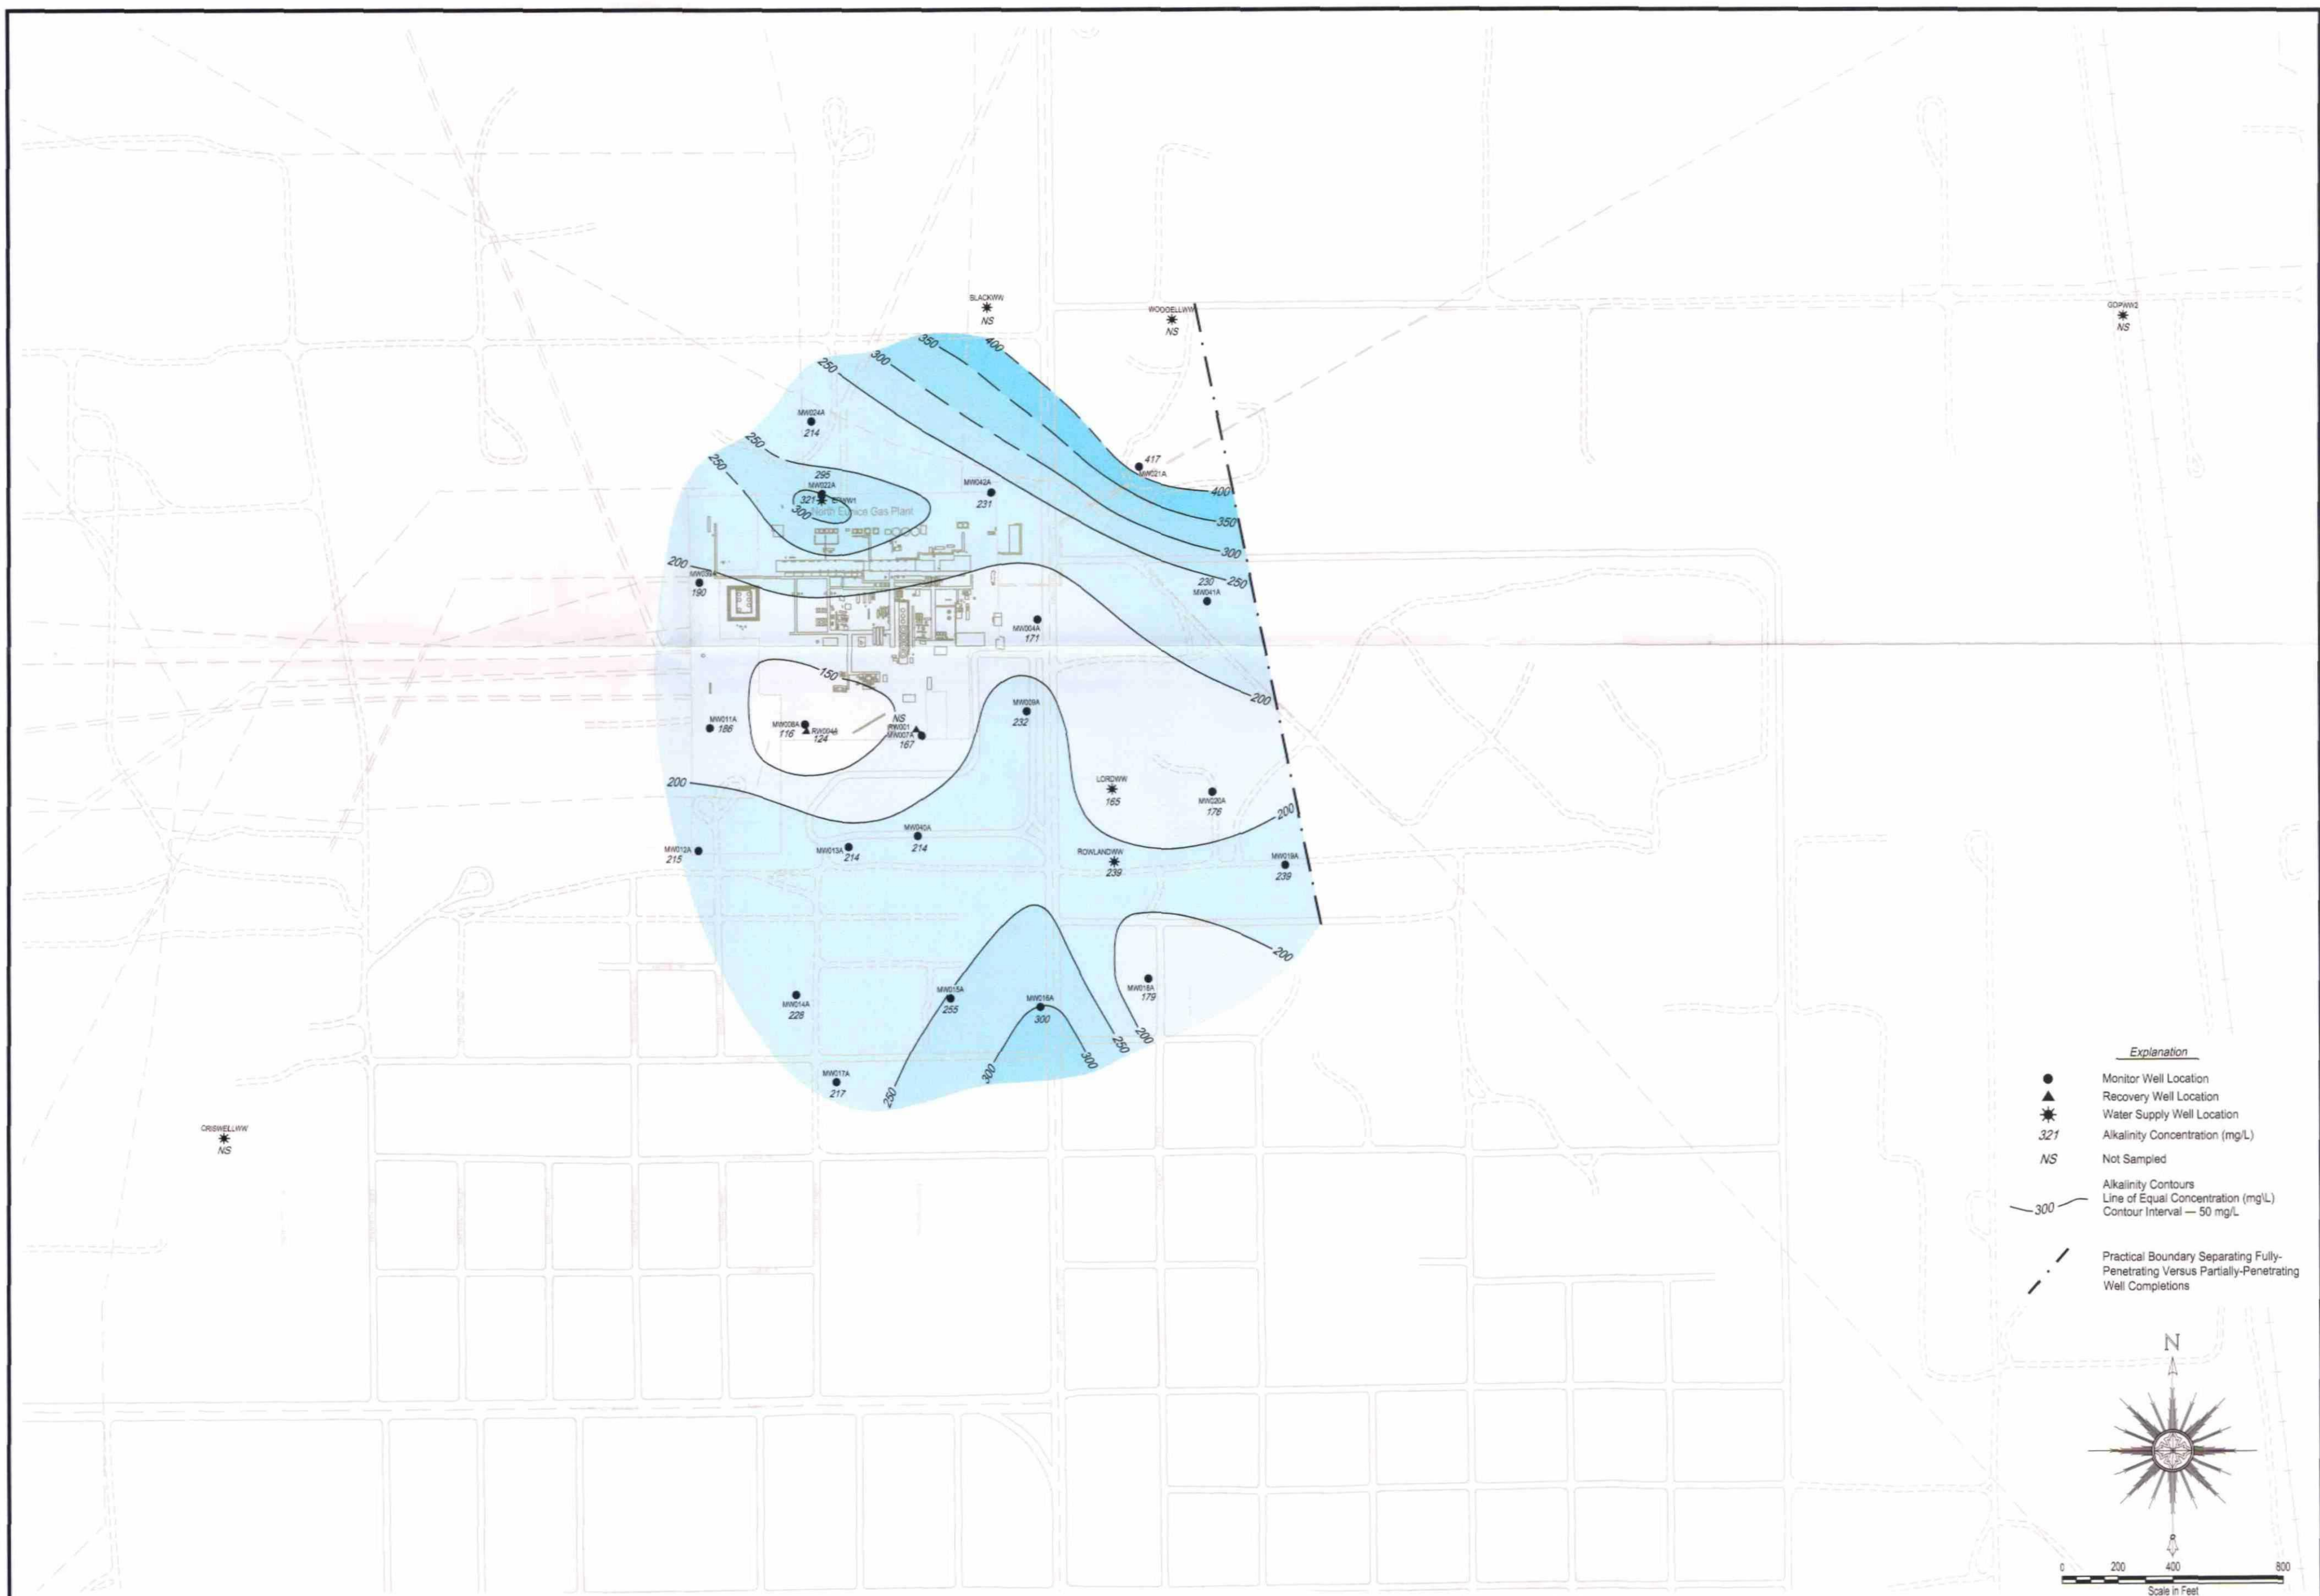 BLACKWW
NS
WOODELLWW
NS
GDPWW2
NS
400
350
300
250
MW024A
214
250
250
417
MW021A
295
MW022A
321
300
North Eunice Gas Plant
MW042A
231
400
350
300
250
200
190
230
MW041A
MW004A
171
150
200
MW011A
186
MW008A
116
RW004A
124
NS
RW001
MW007A
167
MW009A
232
200
LORDWW
165
MW020A
176
200
MW012A
215
MW013A
214
MW040A
214
ROWLANDWW
239
MW019A
239
200
MW014A
228
MW015A
255
MW016A
300
MW018A
179
200
250
300
300
250
MW017A
217
CRISWELLWW
NS
Explanation
Monitor Well Location
Recovery Well Location
Water Supply Well Location
321 Alkalinity Concentration (mg/L)
NS Not Sampled
Alkalinity Contours
300 Line of Equal Concentration (mg\L)
Contour Interval — 50 mg/L
Practical Boundary Separating Fully-
Penetrating Versus Partially-Penetrating
Well Completions
N
0 200 400 800
Scale in Feet